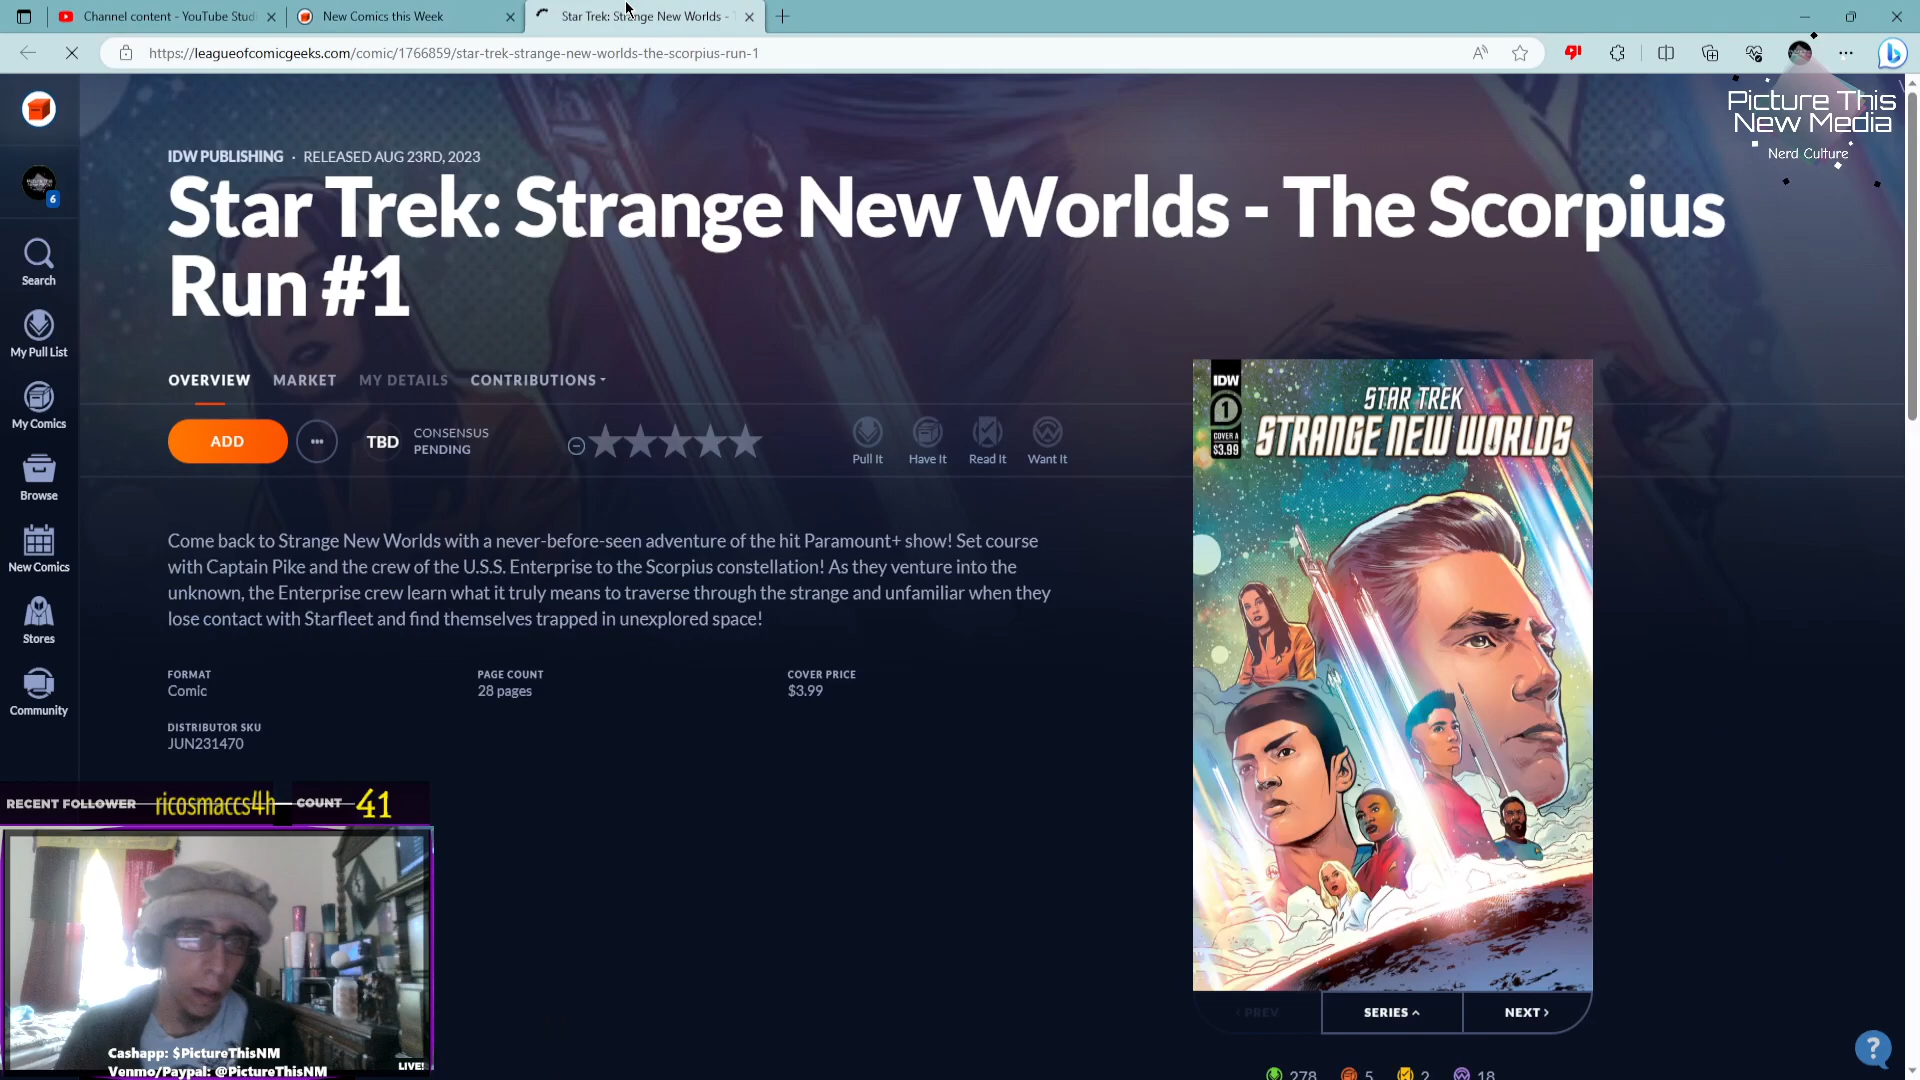 Channel content - YouTube Stud
New Comics this Week
Star Trek: Strange New Worlds -
https://leagueofcomicgeeks.com/comic/1766859/star-trek-strange-new-worlds-the-scorpius-run-1
Picture This
New Media
Nerd Culture
6
Search
My Pull List
My Comics
Browse
New Comics
Stores
Community
IDW PUBLISHING · RELEASED AUG 23RD, 2023
Star Trek: Strange New Worlds - The Scorpius
Run #1
OVERVIEW MARKET MY DETAILS CONTRIBUTIONS
ADD
TBD
CONSENSUS
PENDING
Pull It Have It Read It Want It
Come back to Strange New Worlds with a never-before-seen adventure of the hit Paramount+ show! Set course
with Captain Pike and the crew of the U.S.S. Enterprise to the Scorpius constellation! As they venture into the
unknown, the Enterprise crew learn what it truly means to traverse through the strange and unfamiliar when they
lose contact with Starfleet and find themselves trapped in unexplored space!
FORMAT
Comic
PAGE COUNT
28 pages
COVER PRICE
$3.99
DISTRIBUTOR SKU
JUN231470
IDW
1
COVER A
$3.99
STAR TREK
STRANGE NEW WORLDS
‹ PREV
SERIES
NEXT ›
278 5 2 18
?
RECENT FOLLOWER ricosmaccs4h COUNT 41
Cashapp: $PictureThisNM
Venmo/Paypal: @PictureThisNM
LIVE!